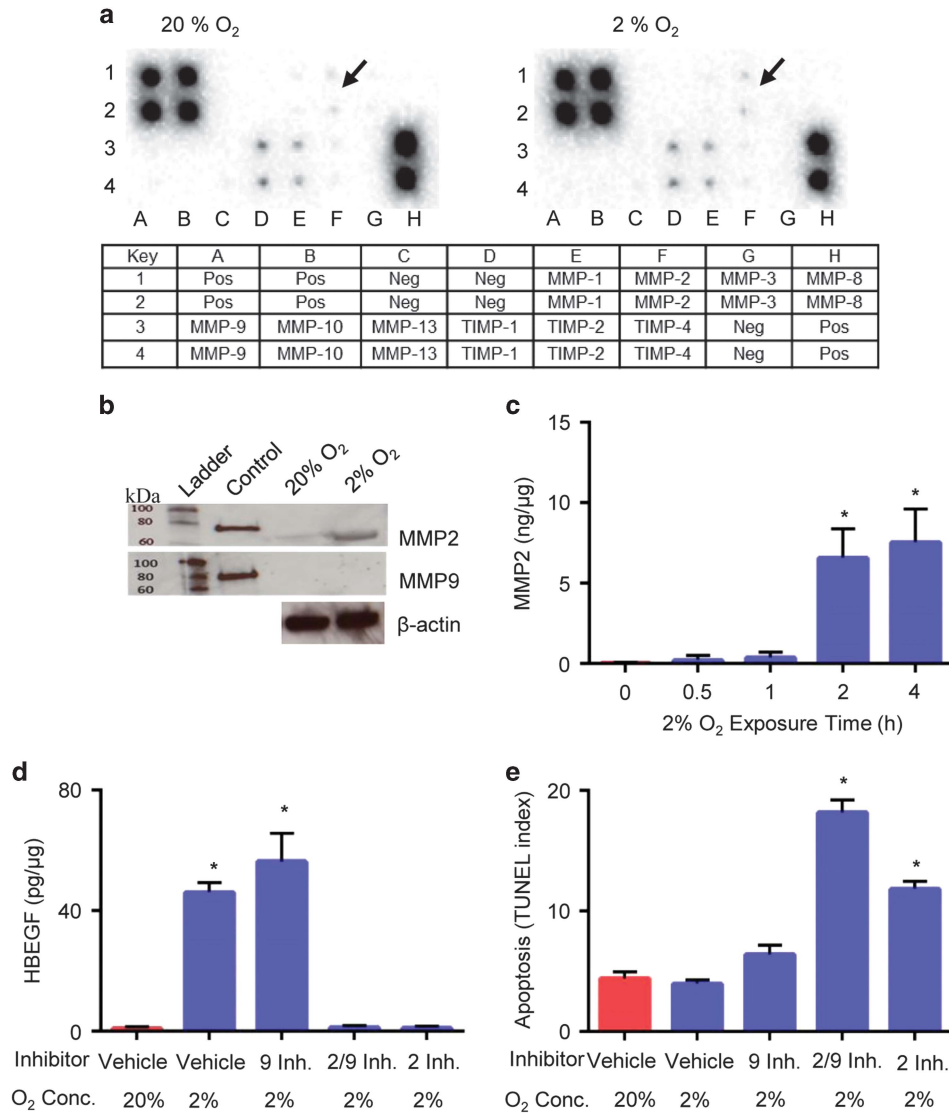 a
20 % O₂ 2 % O₂
1 1
2 2
3 3
4 4
A B C D E F G H A B C D E F G H
Key A B C D E F G H
1 Pos Pos Neg Neg MMP-1 MMP-2 MMP-3 MMP-8
2 Pos Pos Neg Neg MMP-1 MMP-2 MMP-3 MMP-8
3 MMP-9 MMP-10 MMP-13 TIMP-1 TIMP-2 TIMP-4 Neg Pos
4 MMP-9 MMP-10 MMP-13 TIMP-1 TIMP-2 TIMP-4 Neg Pos
b
kDa Ladder Control 20% O₂ 2% O₂
100
80
60
MMP2
100
80
60
MMP9
β-actin
c
MMP2 (ng/µg)
15
10
5
0
* *
0 0.5 1 2 4
2% O₂ Exposure Time (h)
d
HBEGF (pg/µg)
80
40
0
* *
Inhibitor Vehicle Vehicle 9 Inh. 2/9 Inh. 2 Inh.
O₂ Conc. 20% 2% 2% 2% 2%
e
Apoptosis (TUNEL index)
20
10
0
* *
Inhibitor Vehicle Vehicle 9 Inh. 2/9 Inh. 2 Inh.
O₂ Conc. 20% 2% 2% 2% 2%